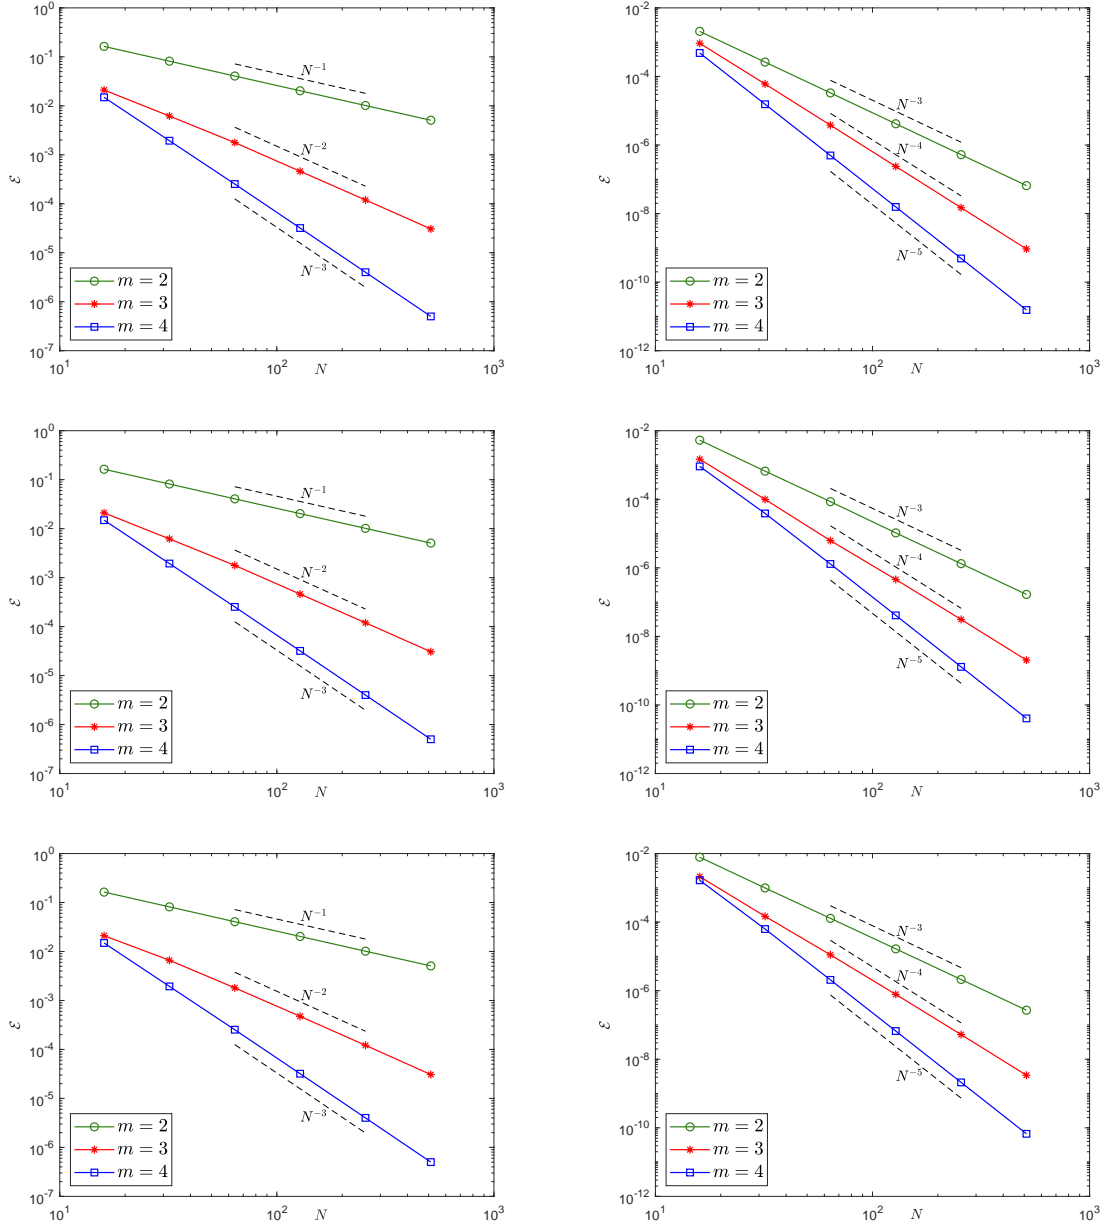 10^0
10^-1
10^-2
10^-3
10^-4
10^-5
10^-6
10^-7
ℰ
N^-1
N^-2
N^-3
m = 2
m = 3
m = 4
10^1
10^2
N
10^3
10^-2
10^-4
10^-6
10^-8
10^-10
10^-12
ℰ
N^-3
N^-4
N^-5
m = 2
m = 3
m = 4
10^1
10^2
N
10^3
10^0
10^-1
10^-2
10^-3
10^-4
10^-5
10^-6
10^-7
ℰ
N^-1
N^-2
N^-3
m = 2
m = 3
m = 4
10^1
10^2
N
10^3
10^-2
10^-4
10^-6
10^-8
10^-10
10^-12
ℰ
N^-3
N^-4
N^-5
m = 2
m = 3
m = 4
10^1
10^2
N
10^3
10^0
10^-1
10^-2
10^-3
10^-4
10^-5
10^-6
10^-7
ℰ
N^-1
N^-2
N^-3
m = 2
m = 3
m = 4
10^1
10^2
N
10^3
10^-2
10^-4
10^-6
10^-8
10^-10
10^-12
ℰ
N^-3
N^-4
N^-5
m = 2
m = 3
m = 4
10^1
10^2
N
10^3